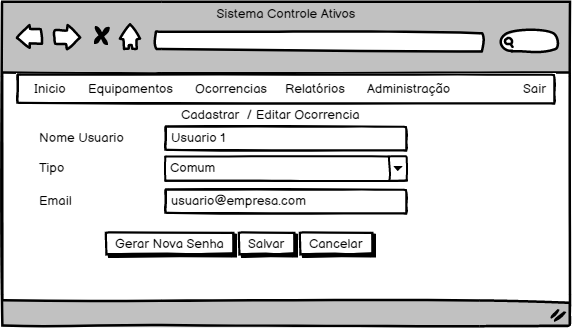 Sistema Controle Ativos
Inicio Equipamentos Ocorrencias Relatórios Administração Sair
Cadastrar / Editar Ocorrencia
Nome Usuario Usuario 1
Tipo Comum
Email usuario@empresa.com
Gerar Nova Senha Salvar Cancelar